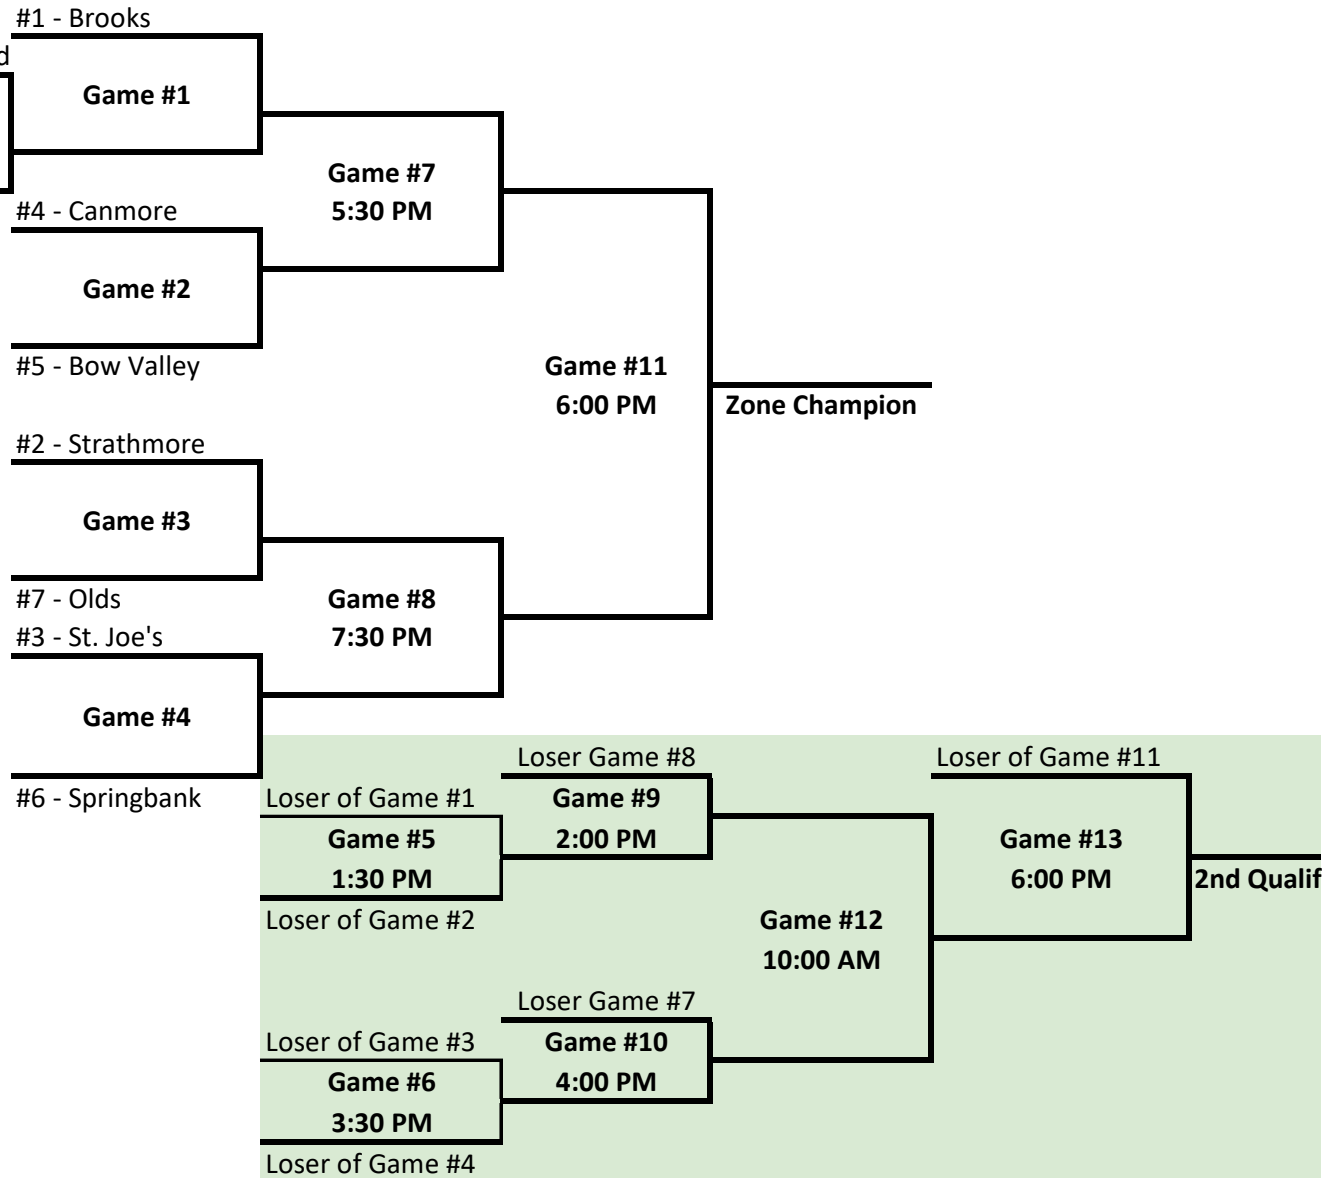 #1 - Brooks
Game #1
Game #7
5:30 PM
#4 - Canmore
Game #2
#5 - Bow Valley
Game #11
6:00 PM
Zone Champion
#2 - Strathmore
Game #3
#7 - Olds
Game #8
#3 - St. Joe's
7:30 PM
Game #4
#6 - Springbank
Loser Game #8
Loser of Game #11
Loser of Game #1
Game #9
Game #5
2:00 PM
Game #13
1:30 PM
6:00 PM
2nd Qualif
Loser of Game #2
Game #12
10:00 AM
Loser Game #7
Loser of Game #3
Game #10
Game #6
4:00 PM
3:30 PM
Loser of Game #4